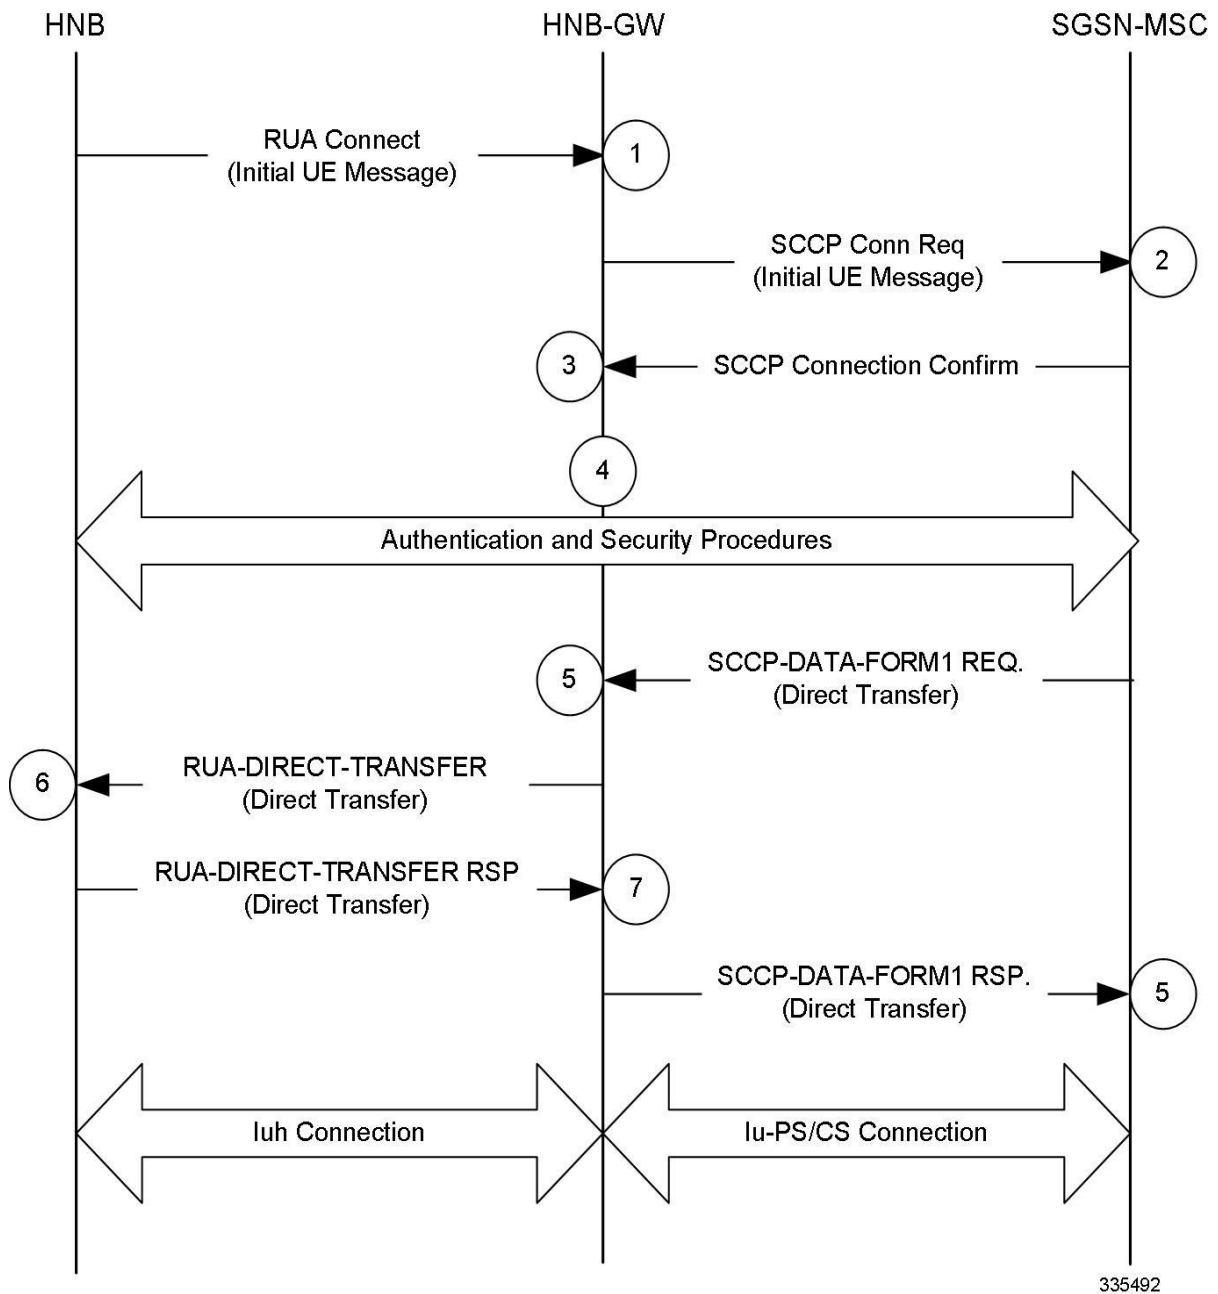 HNB
HNB-GW
SGSN-MSC
RUA Connect
(Initial UE Message)
1
SCCP Conn Req
(Initial UE Message)
2
3
SCCP Connection Confirm
4
Authentication and Security Procedures
5
SCCP-DATA-FORM1 REQ.
(Direct Transfer)
6
RUA-DIRECT-TRANSFER
(Direct Transfer)
RUA-DIRECT-TRANSFER RSP
(Direct Transfer)
7
SCCP-DATA-FORM1 RSP.
(Direct Transfer)
5
Iuh Connection
Iu-PS/CS Connection
335492